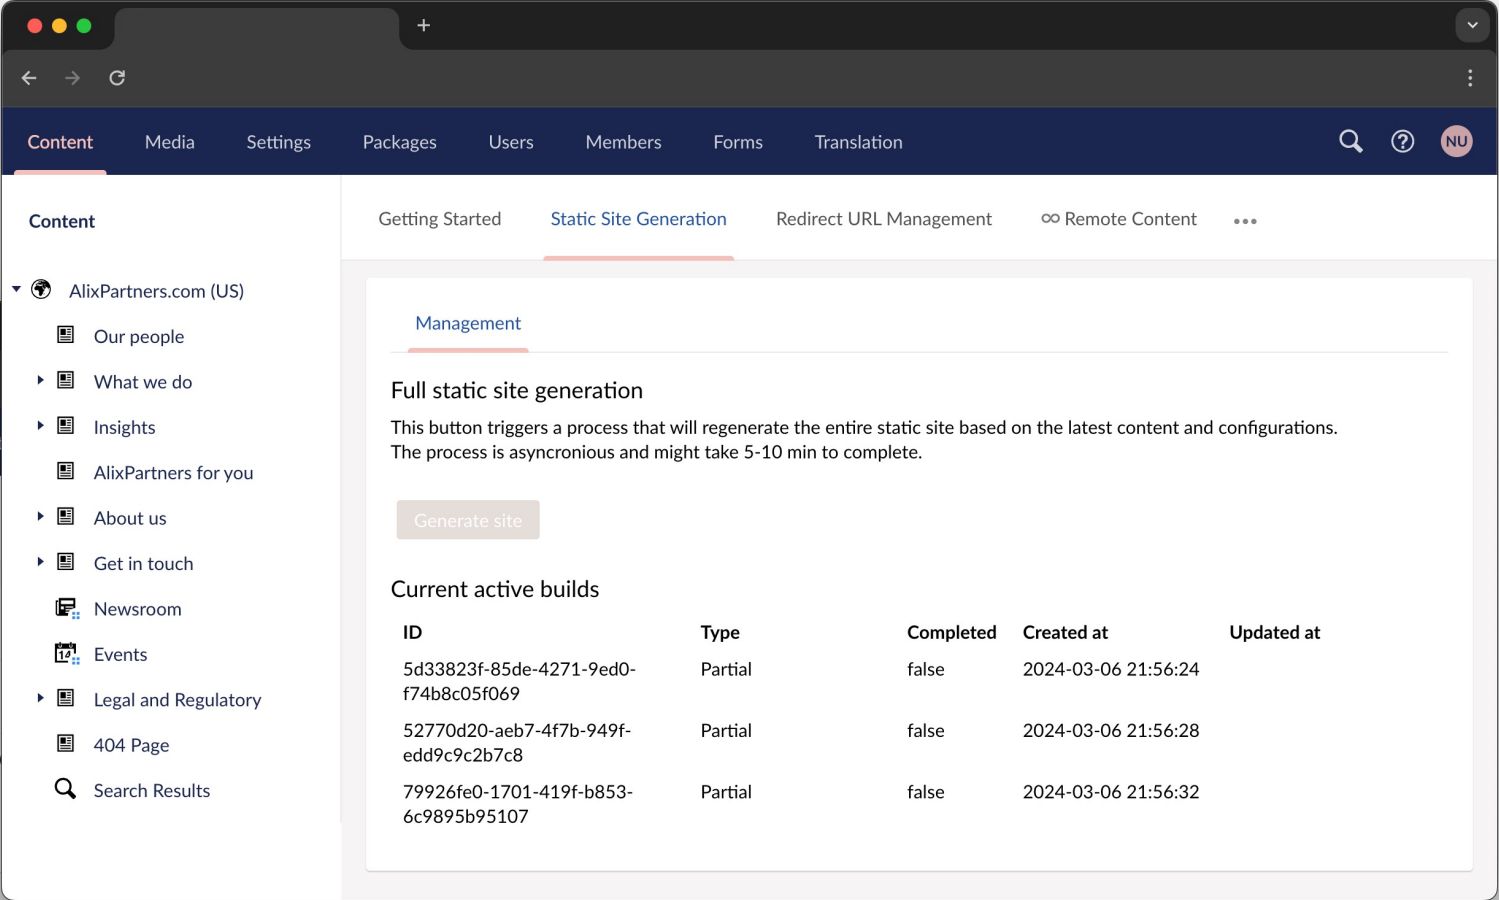 Content Media Settings Packages Users Members Forms Translation NU
Content
AlixPartners.com (US)
Our people
What we do
Insights
AlixPartners for you
About us
Get in touch
Newsroom
Events
Legal and Regulatory
404 Page
Search Results
Getting Started Static Site Generation Redirect URL Management Remote Content
Management
Full static site generation
This button triggers a process that will regenerate the entire static site based on the latest content and configurations.
The process is asyncronious and might take 5-10 min to complete.
Generate site
Current active builds
ID Type Completed Created at Updated at
5d33823f-85de-4271-9ed0- Partial false 2024-03-06 21:56:24
f74b8c05f069
52770d20-aeb7-4f7b-949f- Partial false 2024-03-06 21:56:28
edd9c9c2b7c8
79926fe0-1701-419f-b853- Partial false 2024-03-06 21:56:32
6c9895b95107